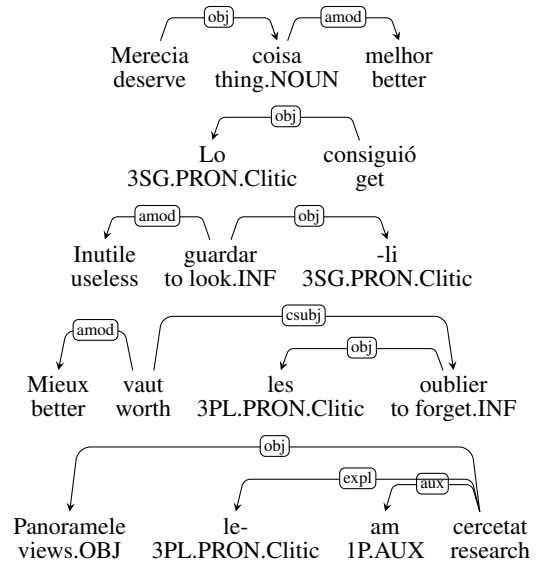 obj amod
Merecia coisa melhor
deserve thing.NOUN better
obj
Lo consiguió
3SG.PRON.Clitic get
amod obj
Inutile guardar -li
useless to look.INF 3SG.PRON.Clitic
csubj
amod obj
Mieux vaut les oublier
better worth 3PL.PRON.Clitic to forget.INF
obj
expl aux
Panoramele le- am cercetat
views.OBJ 3PL.PRON.Clitic 1P.AUX research